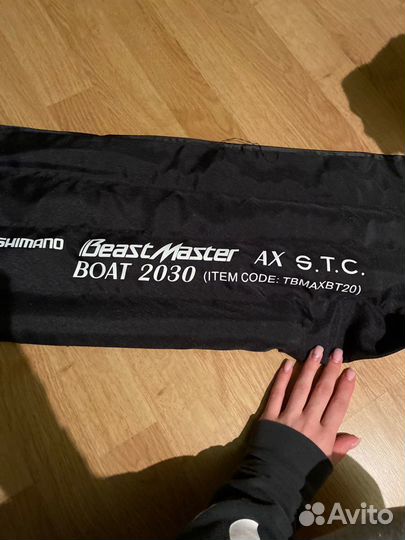 SHIMANO BeastMaster AX S.T.C.
BOAT 2030 (ITEM CODE: TBMAXBT20)
Avito